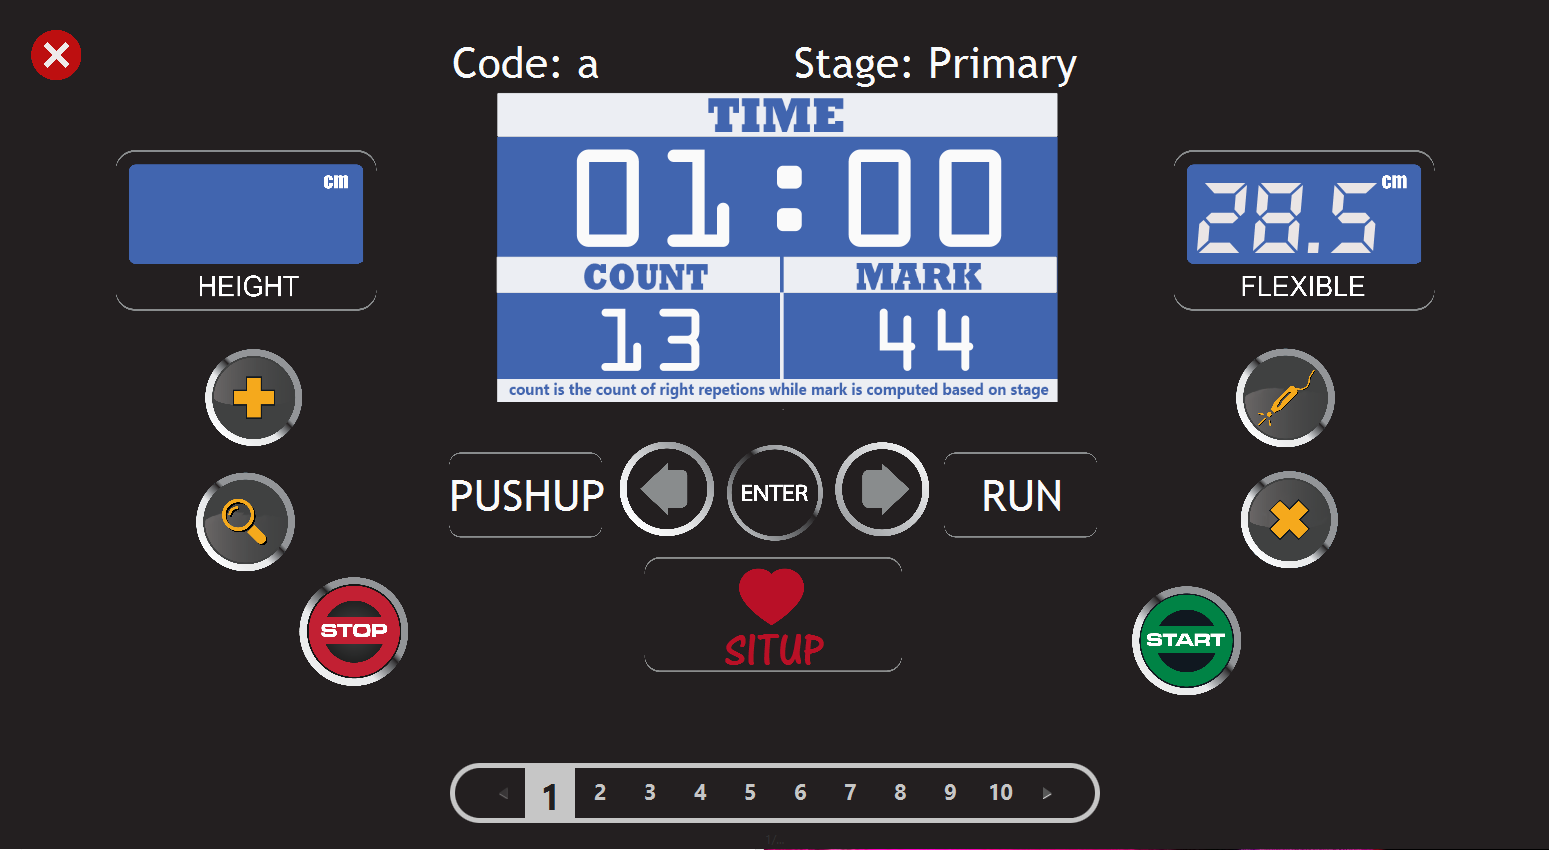 Code: a
Stage: Primary
TIME
01:00
COUNT
MARK
13
44
count is the count of right repetions while mark is computed based on stage
cm
HEIGHT
28.5 cm
FLEXIBLE
PUSHUP
ENTER
RUN
SITUP
STOP
START
1 2 3 4 5 6 7 8 9 10